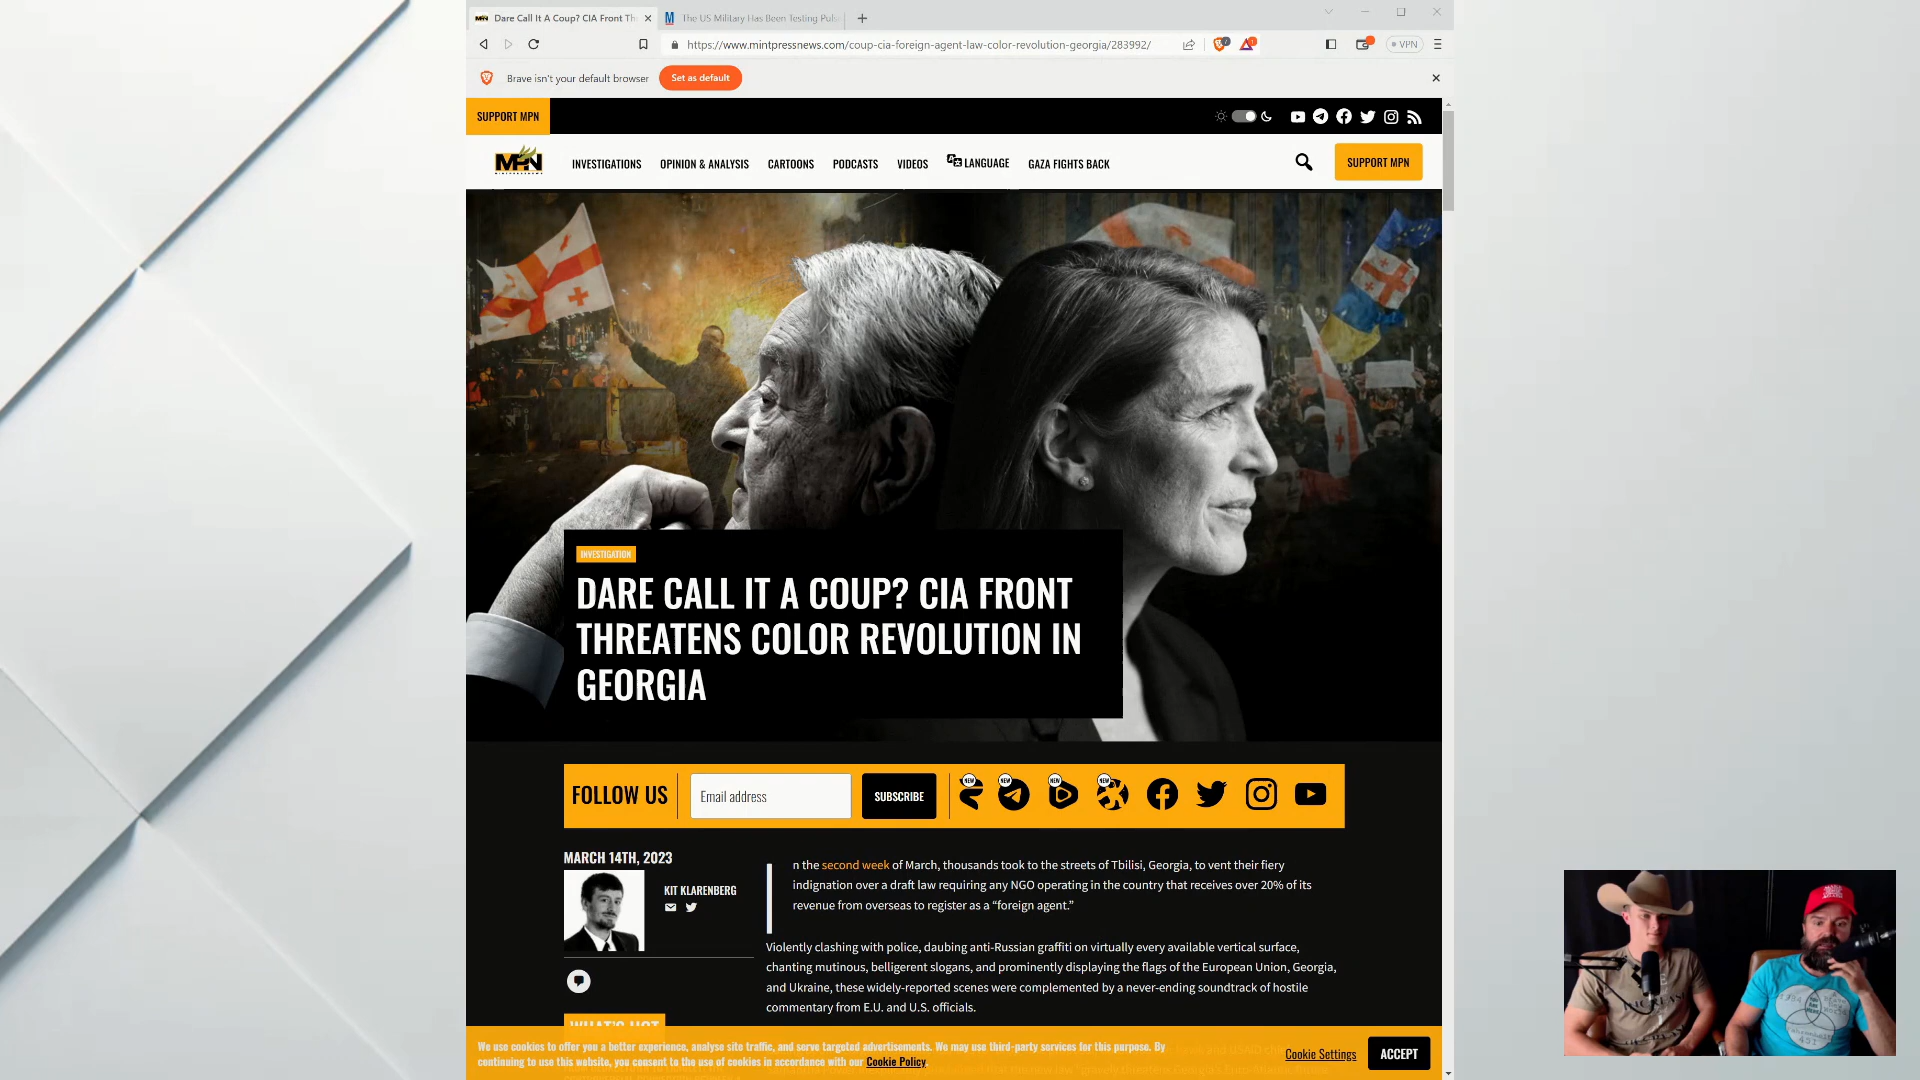 Dare Call It A Coup? CIA Front Th
The US Military Has Been Testing Puls
https://www.mintpressnews.com/coup-cia-foreign-agent-law-color-revolution-georgia/283992/
VPN
Brave isn't your default browser
Set as default
SUPPORT MPN
MPN
INVESTIGATIONS
OPINION & ANALYSIS
CARTOONS
PODCASTS
VIDEOS
LANGUAGE
GAZA FIGHTS BACK
SUPPORT MPN
INVESTIGATION
DARE CALL IT A COUP? CIA FRONT
THREATENS COLOR REVOLUTION IN
GEORGIA
FOLLOW US
Email address
SUBSCRIBE
NEW
NEW
NEW
NEW
MARCH 14TH, 2023
KIT KLARENBERG
n the second week of March, thousands took to the streets of Tbilisi, Georgia, to vent their fiery
indignation over a draft law requiring any NGO operating in the country that receives over 20% of its
revenue from overseas to register as a “foreign agent.”
Violently clashing with police, daubing anti-Russian graffiti on virtually every available vertical surface,
chanting mutinous, belligerent slogans, and prominently displaying the flags of the European Union, Georgia,
and Ukraine, these widely-reported scenes were complemented by a never-ending soundtrack of hostile
commentary from E.U. and U.S. officials.
WHAT'S HOT
We use cookies to offer you a better experience, analyse site traffic, and serve targeted advertisements. We may use third-party services for this purpose. By
continuing to use this website, you consent to the use of cookies in accordance with our Cookie Policy
Cookie Settings
ACCEPT